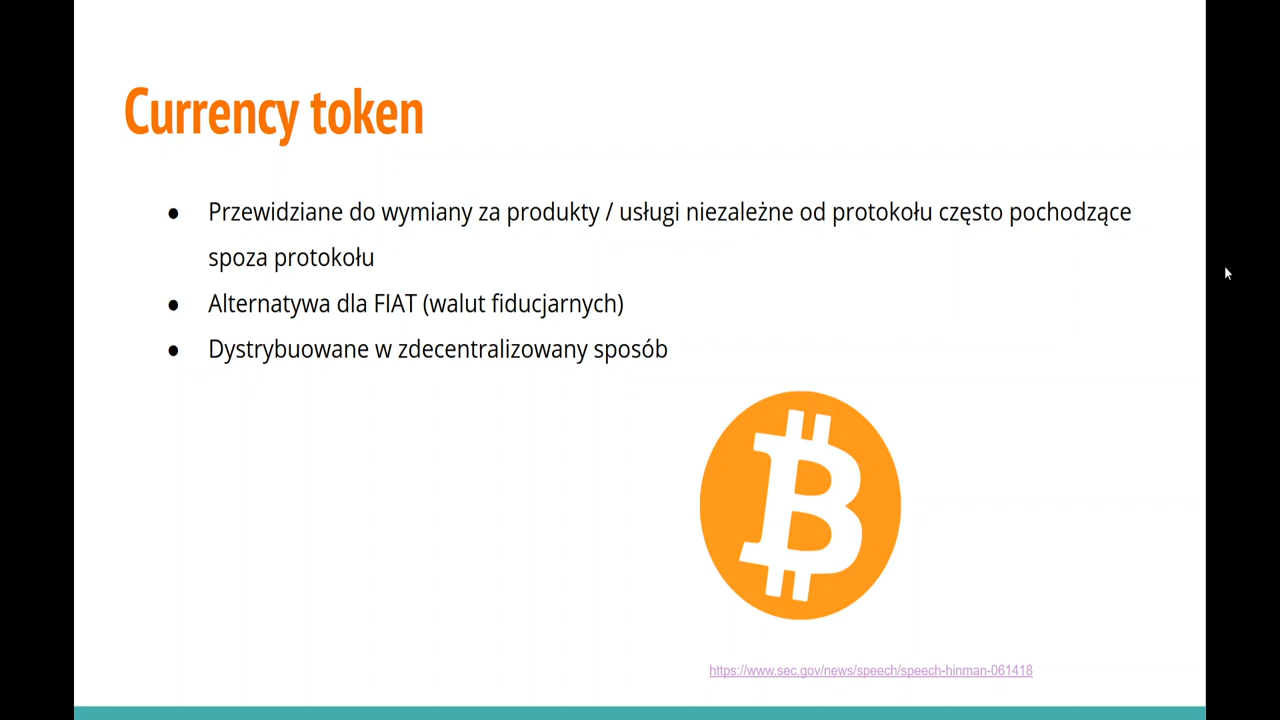 Currency token
● Przewidziane do wymiany za produkty / usługi niezależne od protokołu często pochodzące
spoza protokołu
● Alternatywa dla FIAT (walut fiducjarnych)
● Dystrybuowane w zdecentralizowany sposób
https://www.sec.gov/news/speech/speech-hinman-061418